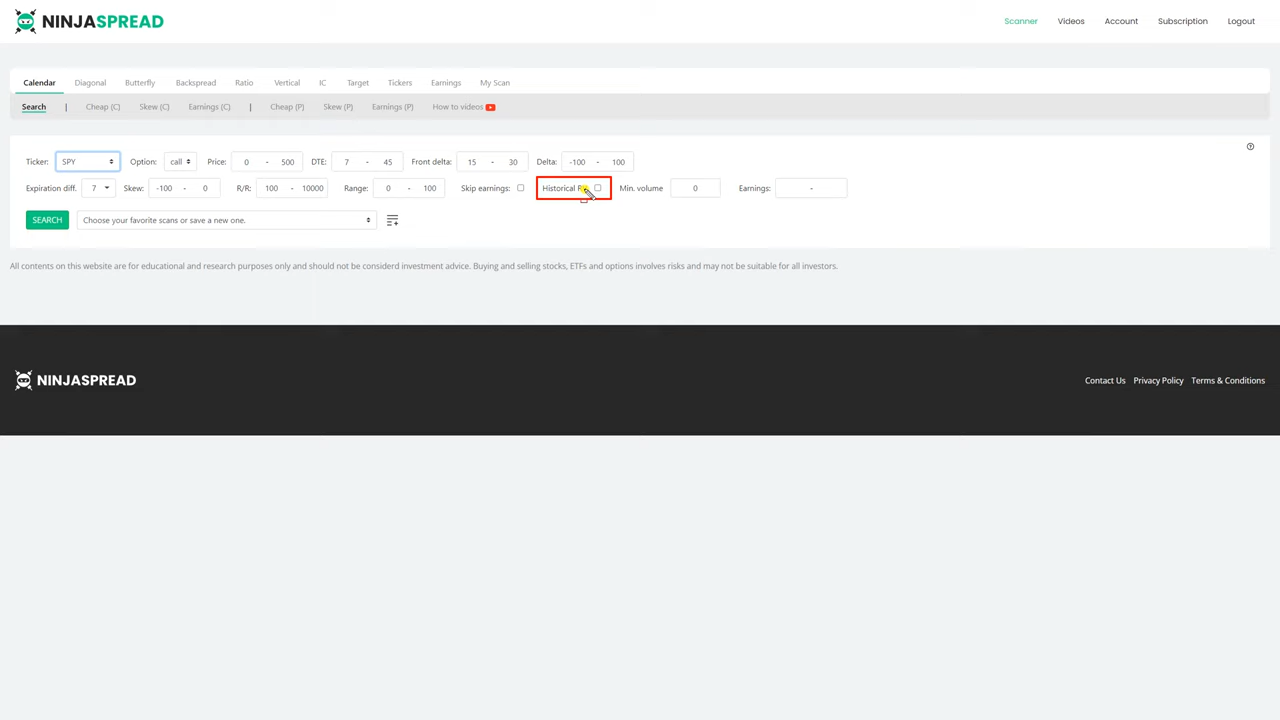 NINJASPREAD
Scanner Videos Account Subscription Logout
Calendar Diagonal Butterfly Backspread Ratio Vertical IC Target Tickers Earnings My Scan
Search | Cheap (C) Skew (C) Earnings (C) | Cheap (P) Skew (P) Earnings (P) How to videos
Ticker: SPY Option: call Price: 0 - 500 DTE: 7 - 45 Front delta: 15 - 30 Delta: -100 - 100
Expiration diff. 7 Skew: -100 - 0 R/R: 100 - 10000 Range: 0 - 100 Skip earnings: Historical Min. volume 0 Earnings: -
SEARCH Choose your favorite scans or save a new one.
All contents on this website are for educational and research purposes only and should not be considerd investment advice. Buying and selling stocks, ETFs and options involves risks and may not be suitable for all investors.
NINJASPREAD
Contact Us Privacy Policy Terms & Conditions